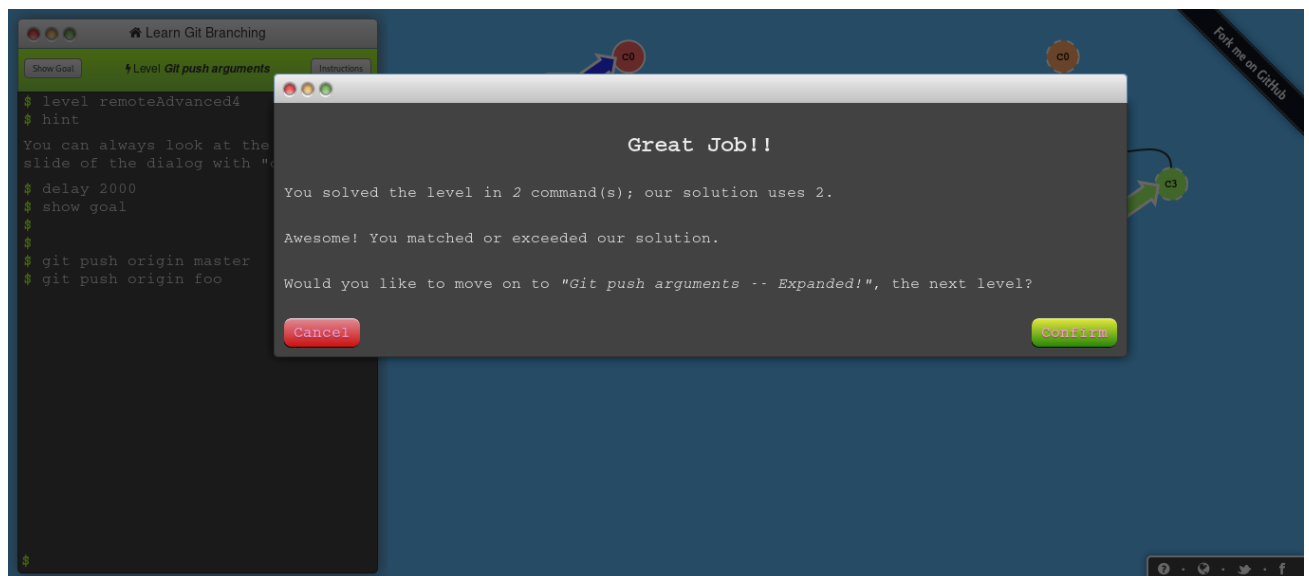 Learn Git Branching
Show Goal
Level Git push arguments
Instructions
$ level remoteAdvanced4
$ hint
You can always look at the
slide of the dialog with "
$ delay 2000
$ show goal
$
$
$ git push origin master
$ git push origin foo
$
C0
C0
C3
Fork me on GitHub
Great Job!!
You solved the level in 2 command(s); our solution uses 2.
Awesome! You matched or exceeded our solution.
Would you like to move on to "Git push arguments -- Expanded!", the next level?
Cancel
Confirm